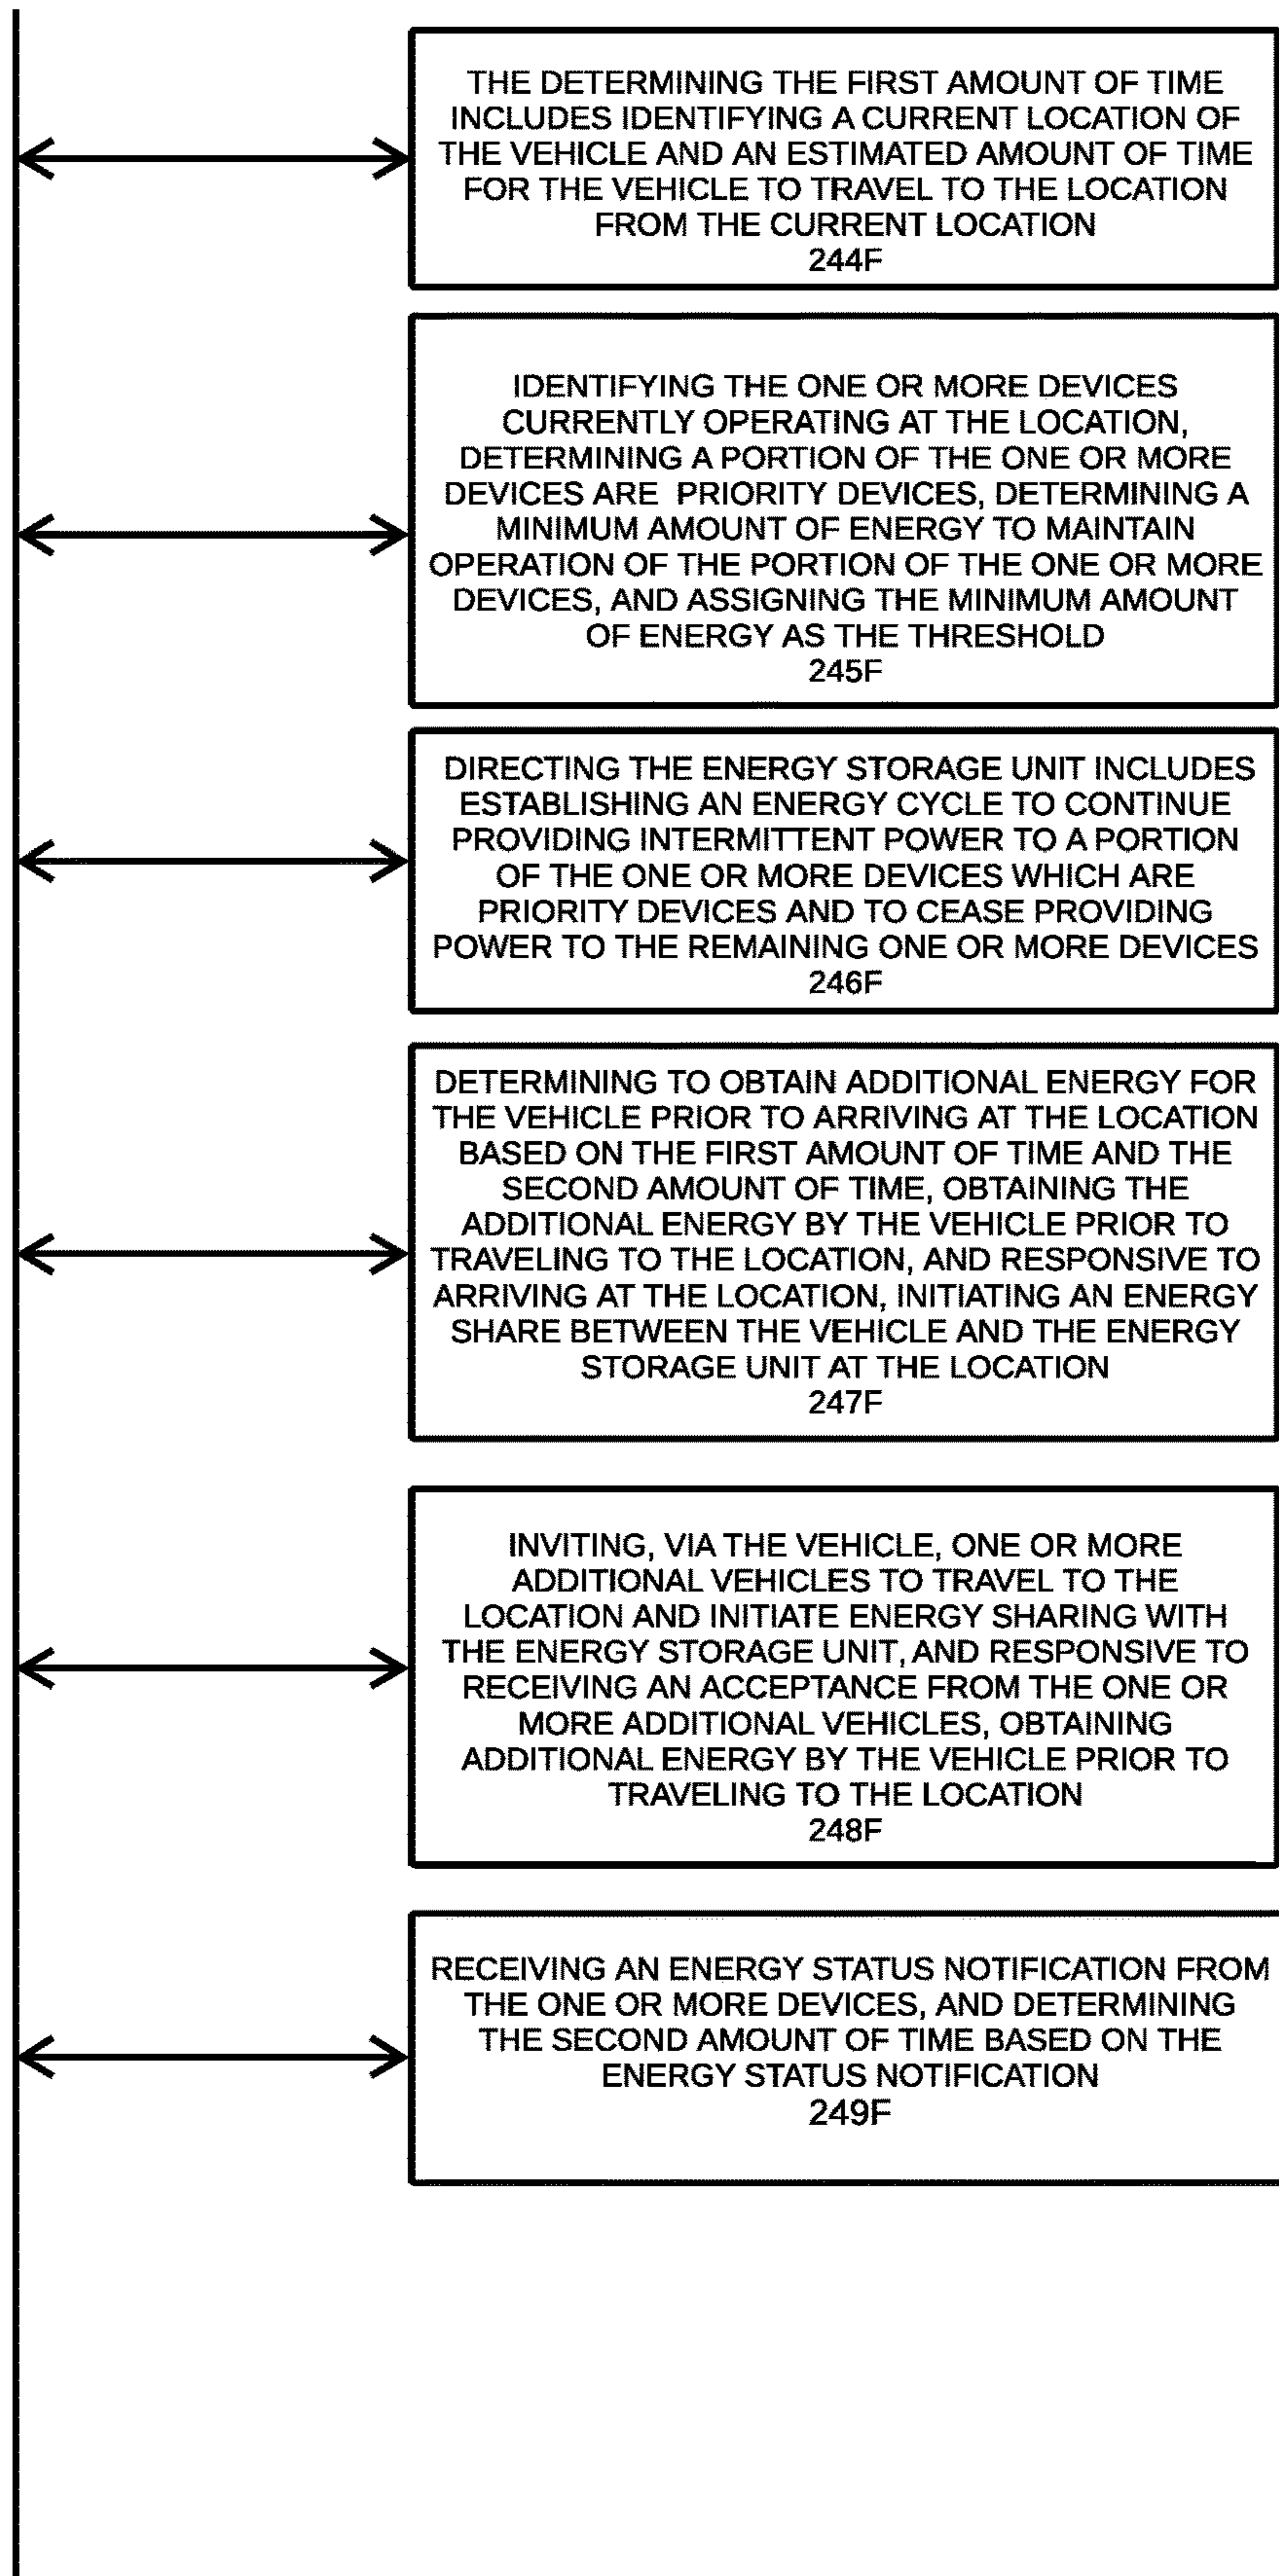 THE DETERMINING THE FIRST AMOUNT OF TIME
INCLUDES IDENTIFYING A CURRENT LOCATION OF
THE VEHICLE AND AN ESTIMATED AMOUNT OF TIME
FOR THE VEHICLE TO TRAVEL TO THE LOCATION
FROM THE CURRENT LOCATION
244F
IDENTIFYING THE ONE OR MORE DEVICES
CURRENTLY OPERATING AT THE LOCATION,
DETERMINING A PORTION OF THE ONE OR MORE
DEVICES ARE PRIORITY DEVICES, DETERMINING A
MINIMUM AMOUNT OF ENERGY TO MAINTAIN
OPERATION OF THE PORTION OF THE ONE OR MORE
DEVICES, AND ASSIGNING THE MINIMUM AMOUNT
OF ENERGY AS THE THRESHOLD
245F
DIRECTING THE ENERGY STORAGE UNIT INCLUDES
ESTABLISHING AN ENERGY CYCLE TO CONTINUE
PROVIDING INTERMITTENT POWER TO A PORTION
OF THE ONE OR MORE DEVICES WHICH ARE
PRIORITY DEVICES AND TO CEASE PROVIDING
POWER TO THE REMAINING ONE OR MORE DEVICES
246F
DETERMINING TO OBTAIN ADDITIONAL ENERGY FOR
THE VEHICLE PRIOR TO ARRIVING AT THE LOCATION
BASED ON THE FIRST AMOUNT OF TIME AND THE
SECOND AMOUNT OF TIME, OBTAINING THE
ADDITIONAL ENERGY BY THE VEHICLE PRIOR TO
TRAVELING TO THE LOCATION, AND RESPONSIVE TO
ARRIVING AT THE LOCATION, INITIATING AN ENERGY
SHARE BETWEEN THE VEHICLE AND THE ENERGY
STORAGE UNIT AT THE LOCATION
247F
INVITING, VIA THE VEHICLE, ONE OR MORE
ADDITIONAL VEHICLES TO TRAVEL TO THE
LOCATION AND INITIATE ENERGY SHARING WITH
THE ENERGY STORAGE UNIT, AND RESPONSIVE TO
RECEIVING AN ACCEPTANCE FROM THE ONE OR
MORE ADDITIONAL VEHICLES, OBTAINING
ADDITIONAL ENERGY BY THE VEHICLE PRIOR TO
TRAVELING TO THE LOCATION
248F
RECEIVING AN ENERGY STATUS NOTIFICATION FROM
THE ONE OR MORE DEVICES, AND DETERMINING
THE SECOND AMOUNT OF TIME BASED ON THE
ENERGY STATUS NOTIFICATION
249F